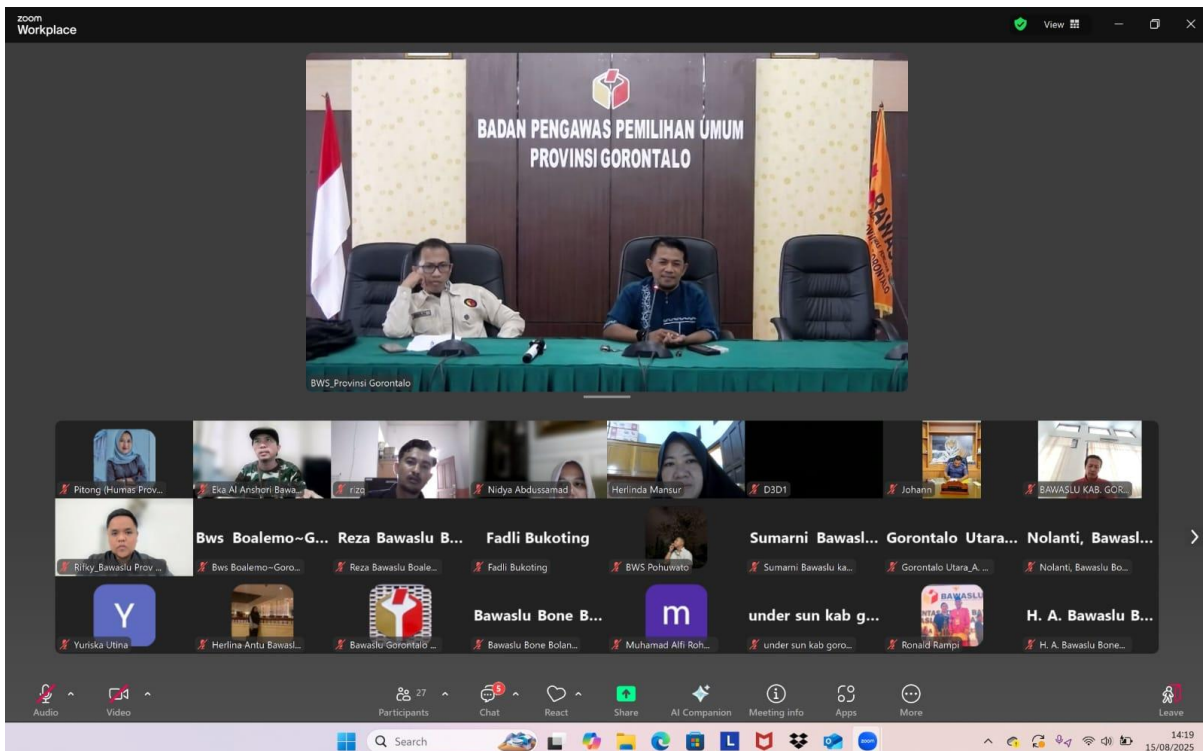 zoom
Workplace
View
BADAN PENGAWAS PEMILIHAN UMUM
PROVINSI GORONTALO
BAWASLU
GORONTALO
BWS_Provinsi Gorontalo
Pitong (Humas Prov...
Eka Al Anshori Bawa...
rizq
Nidya Abdussamad
Herlinda Mansur
D3D1
Johann
BAWASLU KAB. GOR...
Rifky_Bawaslu Prov ...
Bws Boalemo~G...
Bws Boalemo~Goro...
Reza Bawaslu B...
Reza Bawaslu Boale...
Fadli Bukoting
Fadli Bukoting
BWS Pohuwato
Sumarni Bawasl...
Sumarni Bawaslu ka...
Gorontalo Utara...
Gorontalo Utara_A. ...
Nolanti, Bawasl...
Nolanti, Bawaslu Bo...
Y
Yuriska Utina
Herlina Antu Bawasl...
Bawaslu Gorontalo ...
Bawaslu Bone B...
Bawaslu Bone Bolan...
m
Muhamad Alfi Roh...
under sun kab g...
under sun kab goro...
BAWASLU
Ronald Rampi
H. A. Bawaslu B...
H. A. Bawaslu Bone...
Audio
Video
27
Participants
5
Chat
React
Share
AI Companion
Meeting info
Apps
More
Leave
Search
L
zoom
14:19
15/08/2025